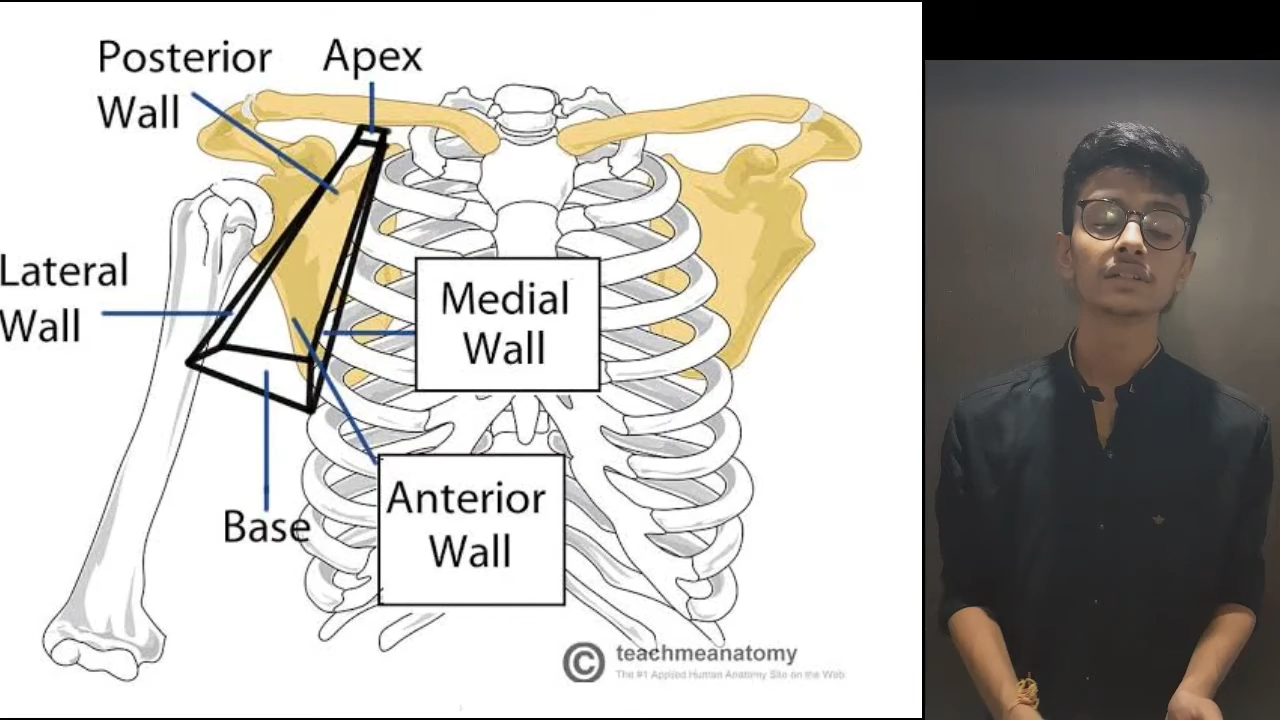 Posterior
Wall
Apex
Lateral
Wall
Medial
Wall
Anterior
Wall
Base
© teachmeanatomy
The #1 Applied Human Anatomy Site on the Web.